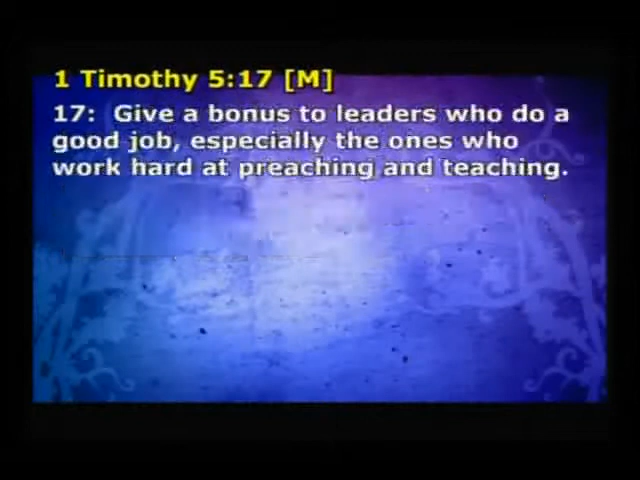 1 Timothy 5:17 [M]
17: Give a bonus to leaders who do a
good job, especially the ones who
work hard at preaching and teaching.